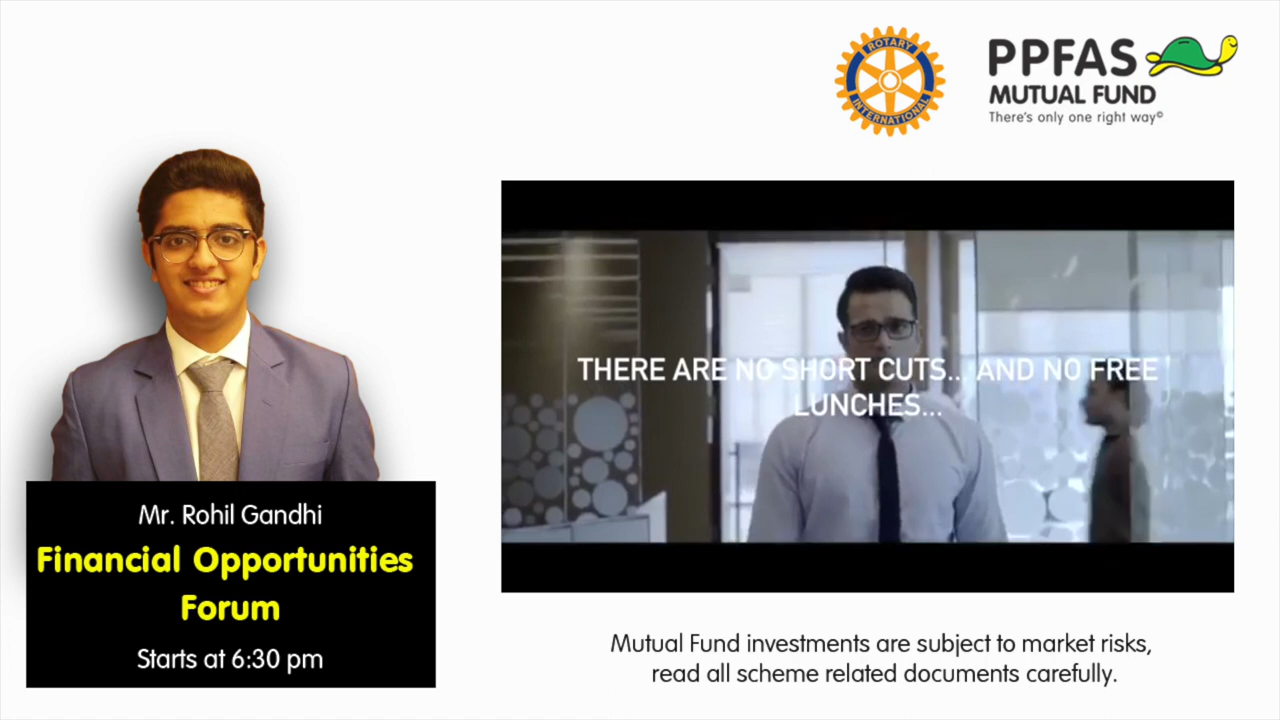 ROTARY
INTERNATIONAL
PPFAS
MUTUAL FUND
There's only one right way©
THERE ARE NO SHORT CUTS... AND NO FREE
LUNCHES...
Mr. Rohil Gandhi
Financial Opportunities
Forum
Starts at 6:30 pm
Mutual Fund investments are subject to market risks,
read all scheme related documents carefully.